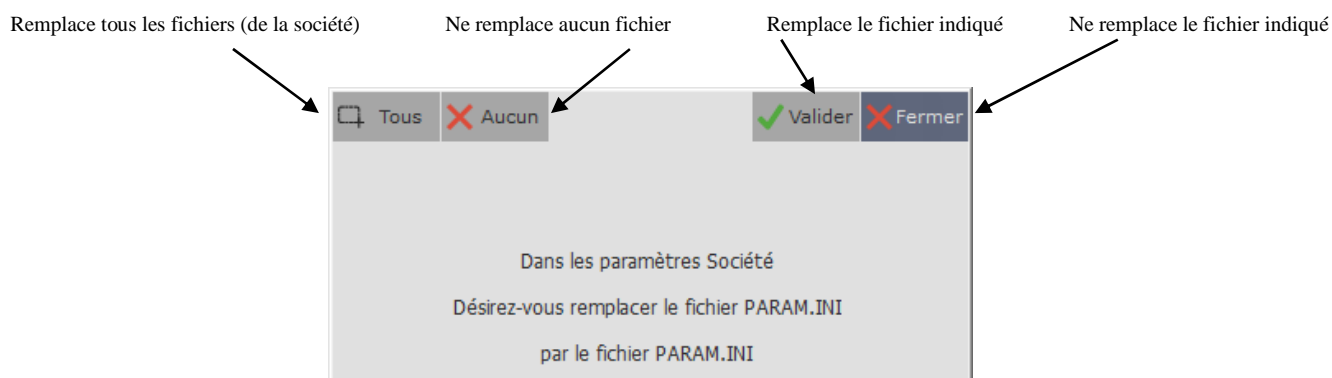 Remplace tous les fichiers (de la société) Ne remplace aucun fichier Remplace le fichier indiqué Ne remplace le fichier indiqué
Tous Aucun Valider Fermer
Dans les paramètres Société
Désirez-vous remplacer le fichier PARAM.INI
par le fichier PARAM.INI